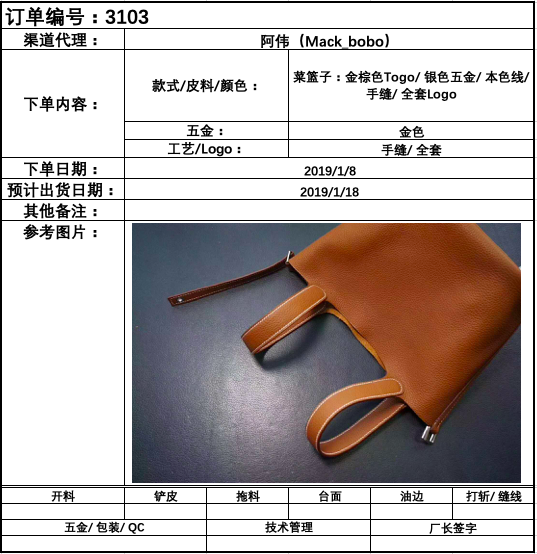 订单编号：3103
渠道代理：
阿伟（Mack_bobo）
下单内容：
款式/皮料/颜色：
菜篮子：金棕色Togo/ 银色五金/ 本色线/
手缝/ 全套Logo
五金：
金色
工艺/Logo：
手缝/ 全套
下单日期：
2019/1/8
预计出货日期：
2019/1/18
其他备注：
参考图片：
开料
铲皮
拖料
台面
油边
打斩/ 缝线
五金/ 包装/ QC
技术管理
厂长签字